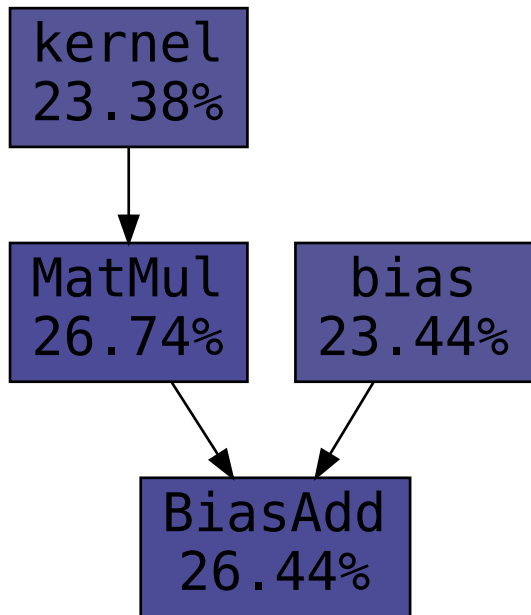 kernel
23.38%
MatMul
26.74%
bias
23.44%
BiasAdd
26.44%